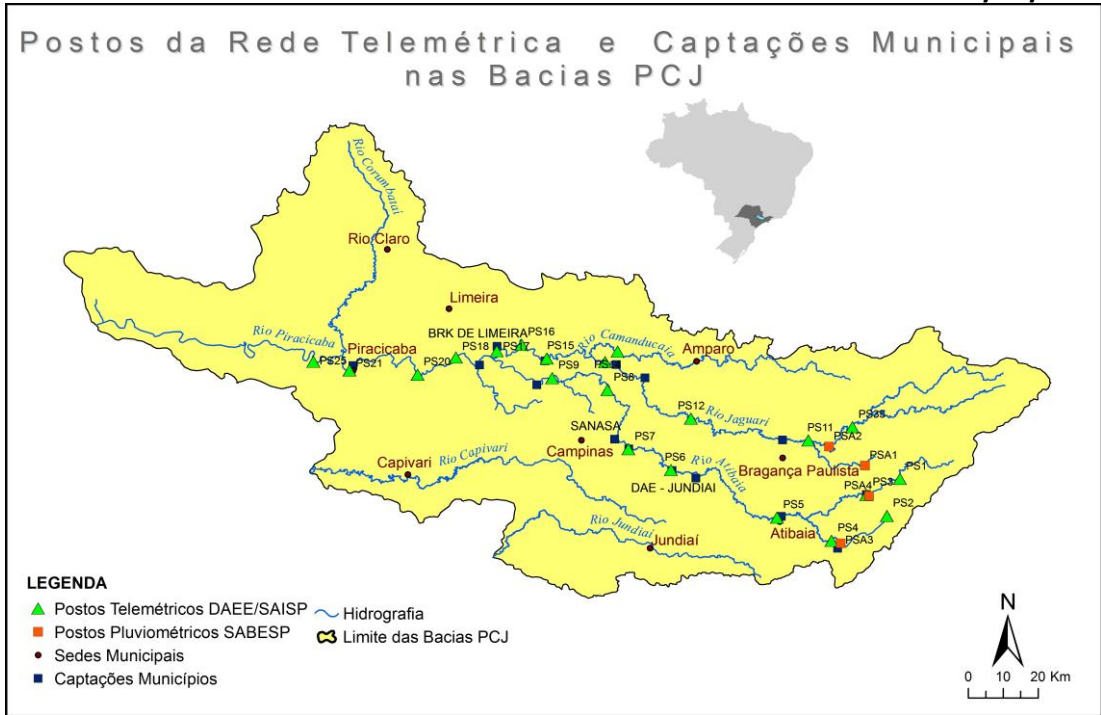 Postos da Rede Telemétrica e Captações Municipais
nas Bacias PCJ
Rio Corumbataí
Rio Claro
Limeira
BRK DE LIMEIRA
PS16
Rio Camanducaia
Rio Piracicaba
Piracicaba
PS18
PS17
PS15
Amparo
PS25
PS21
PS20
PS9
PS8
PS12
Rio Jaguari
PS11
PS38
PSA2
SANASA
Campinas
PS7
PSA1
Capivari
Rio Capivari
PS6
Rio Atibaia
Bragança Paulista
DAE - JUNDIAI
PSA4
PS3
PS1
PS5
PS2
Rio Jundiaí
Jundiaí
Atibaia
PS4
PSA3
LEGENDA
Postos Telemétricos DAEE/SAISP
Hidrografia
Postos Pluviométricos SABESP
Limite das Bacias PCJ
Sedes Municipais
Captações Municípios
N
0 10 20 Km